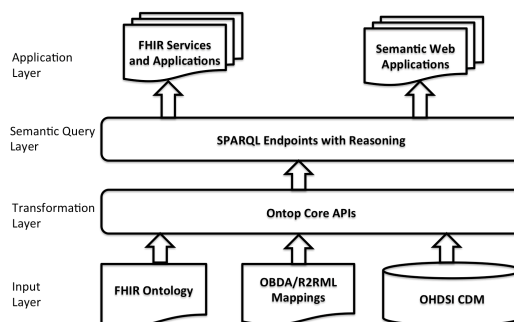 Application
Layer
FHIR Services
and Applications
Semantic Web
Applications
Semantic Query
Layer
SPARQL Endpoints with Reasoning
Transformation
Layer
Ontop Core APIs
Input
Layer
FHIR Ontology
OBDA/R2RML
Mappings
OHDSI CDM